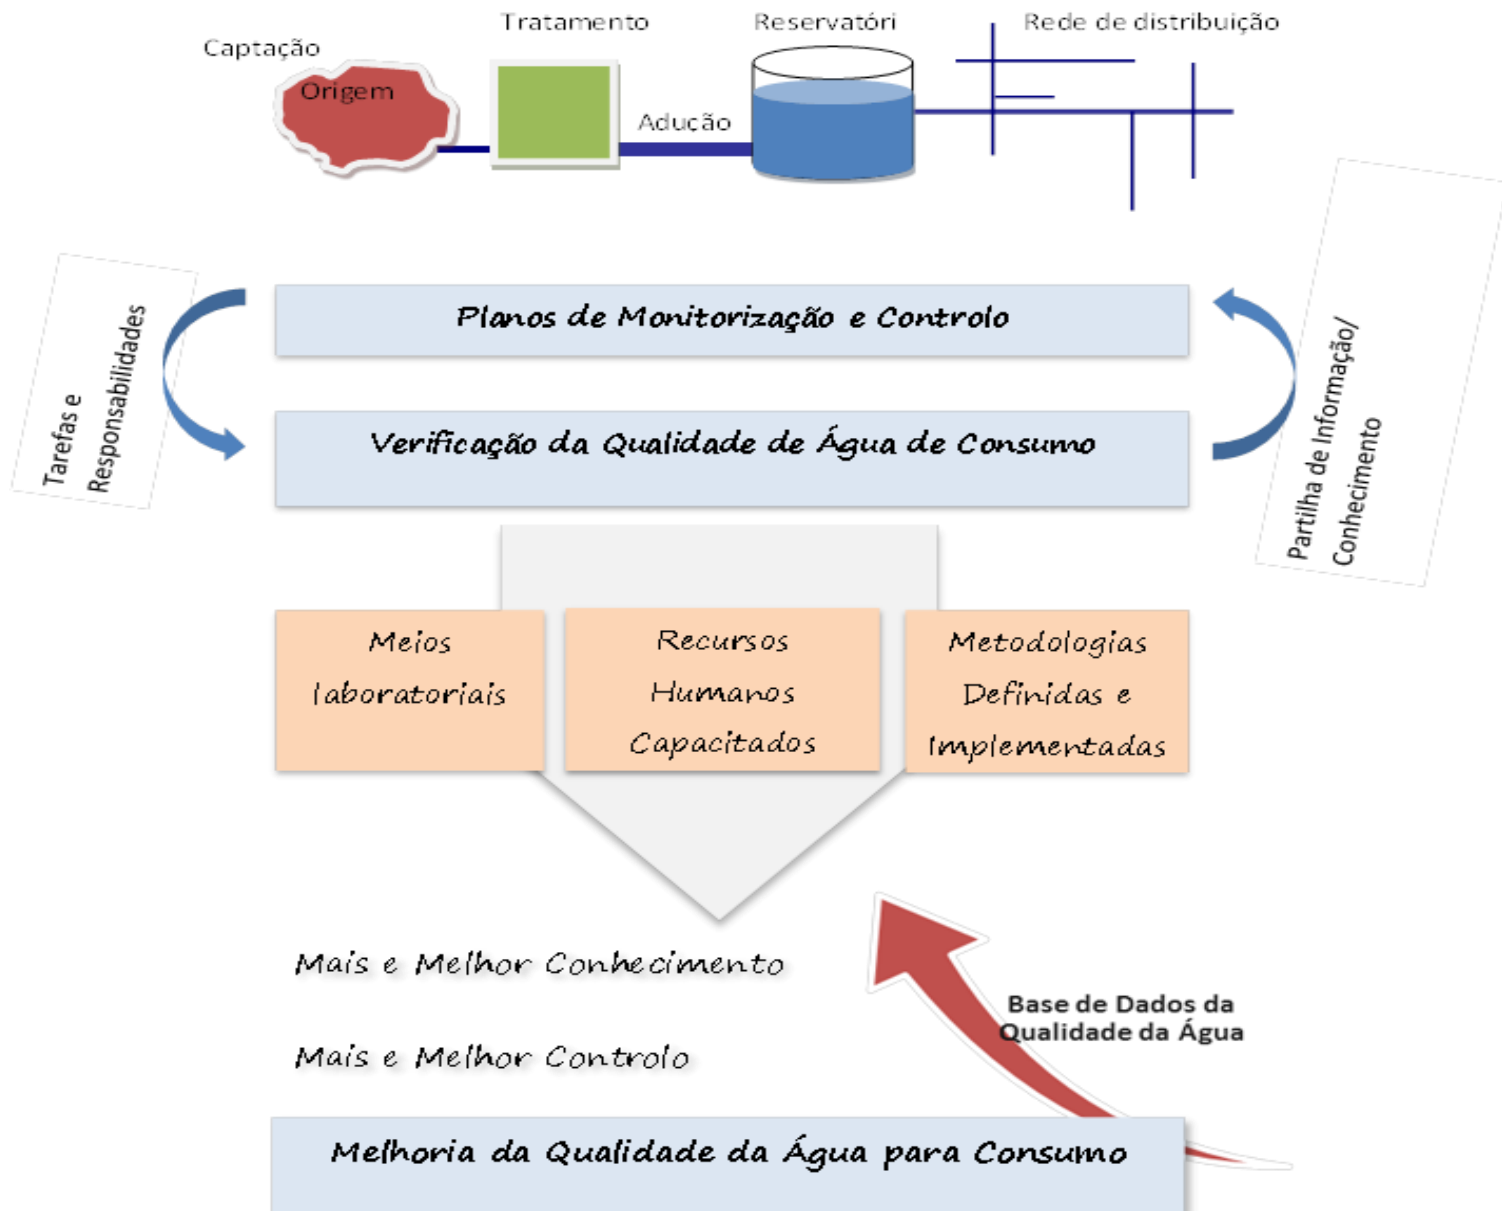 Captação
Tratamento
Reservatóri
Rede de distribuição
Origem
Adução
Tarefas e
Responsabilidades
Planos de Monitorização e Controlo
Verificação da Qualidade de Água de Consumo
Partilha de Informação/
Conhecimento
Meios
laboratoriais
Recursos
Humanos
Capacitados
Metodologias
Definidas e
Implementadas
Mais e Melhor Conhecimento
Mais e Melhor Controlo
Base de Dados da
Qualidade da Água
Melhoria da Qualidade da Água para Consumo